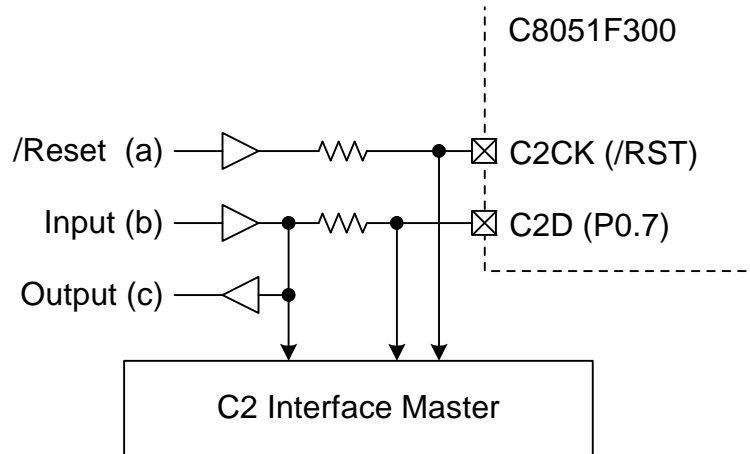 C8051F300
/Reset (a)
C2CK (/RST)
Input (b)
C2D (P0.7)
Output (c)
C2 Interface Master